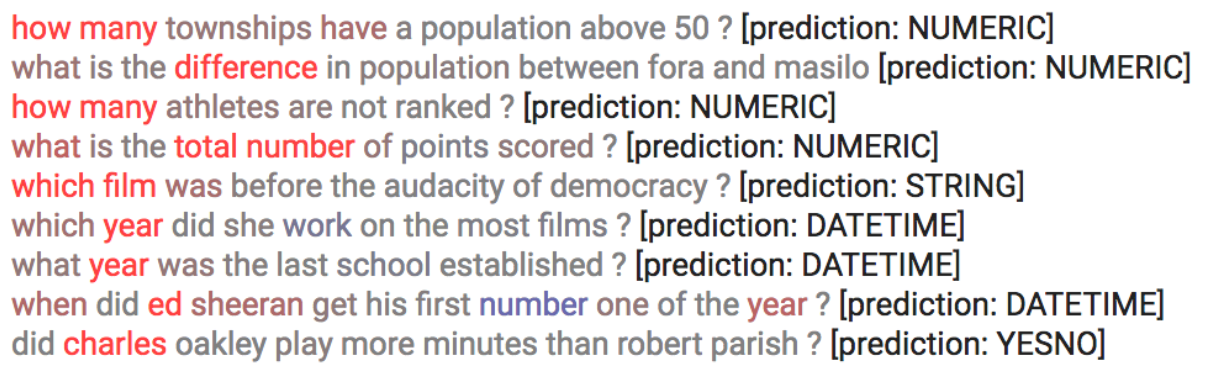 how many townships have a population above 50 ? [prediction: NUMERIC]
what is the difference in population between fora and masilo [prediction: NUMERIC]
how many athletes are not ranked ? [prediction: NUMERIC]
what is the total number of points scored ? [prediction: NUMERIC]
which film was before the audacity of democracy ? [prediction: STRING]
which year did she work on the most films ? [prediction: DATETIME]
what year was the last school established ? [prediction: DATETIME]
when did ed sheeran get his first number one of the year ? [prediction: DATETIME]
did charles oakley play more minutes than robert parish ? [prediction: YESNO]